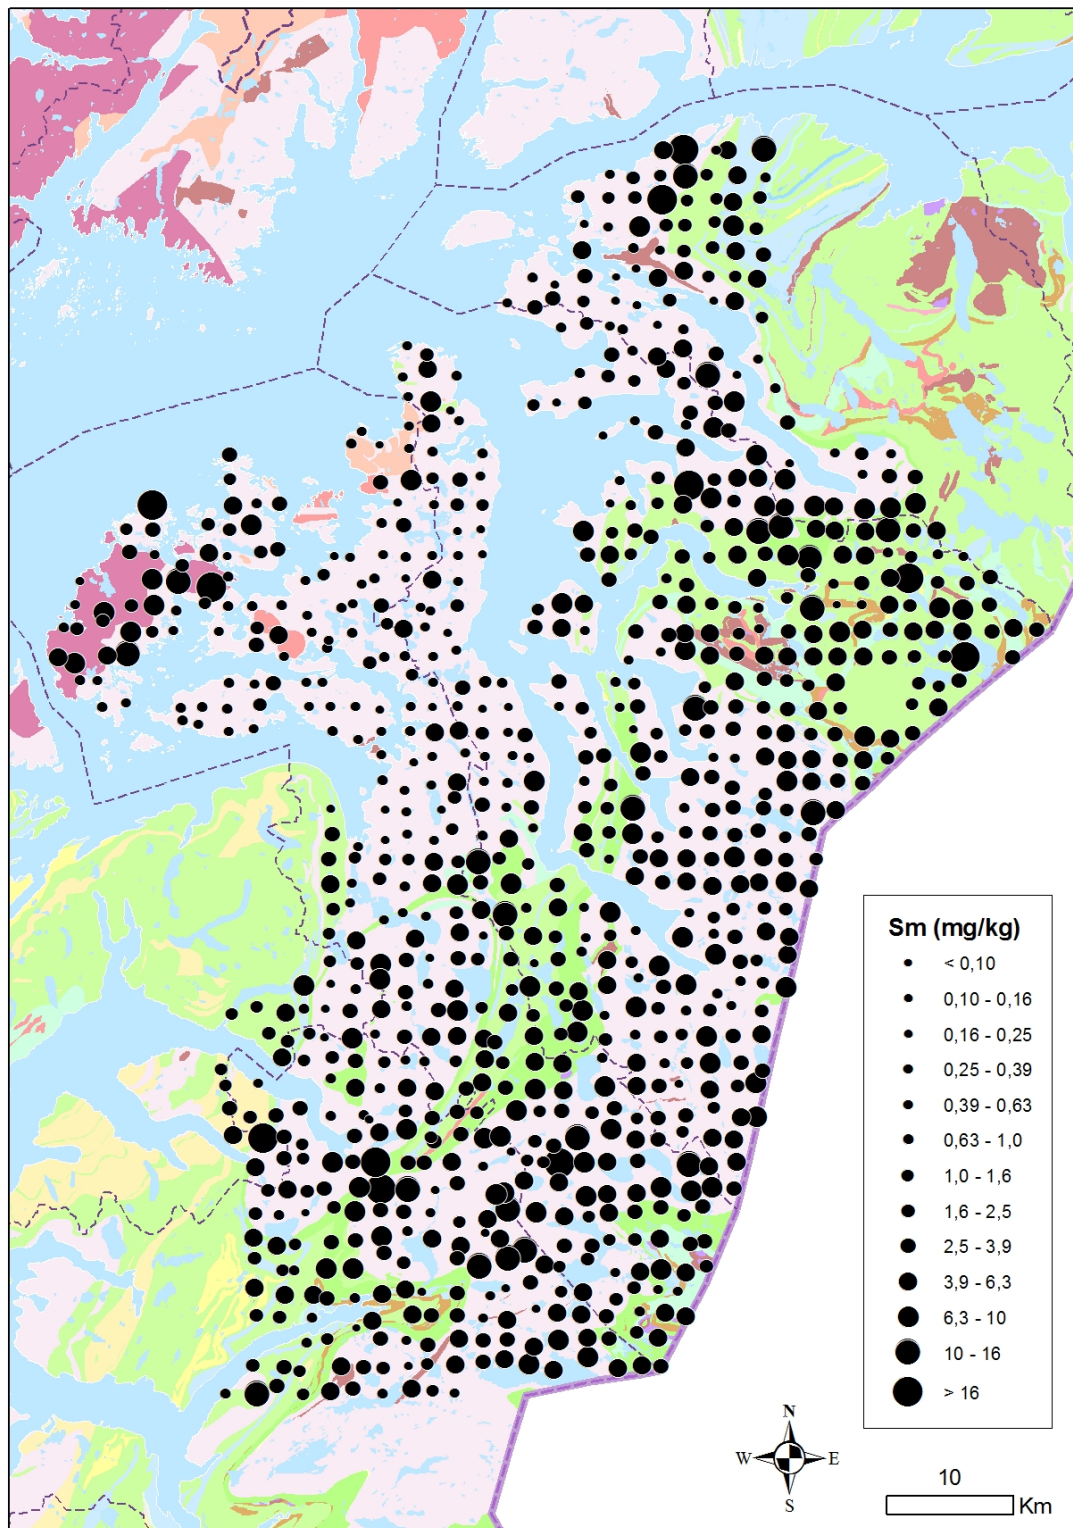 Sm (mg/kg)
< 0,10
0,10 - 0,16
0,16 - 0,25
0,25 - 0,39
0,39 - 0,63
0,63 - 1,0
1,0 - 1,6
1,6 - 2,5
2,5 - 3,9
3,9 - 6,3
6,3 - 10
10 - 16
> 16
N
W E
S
10
Km